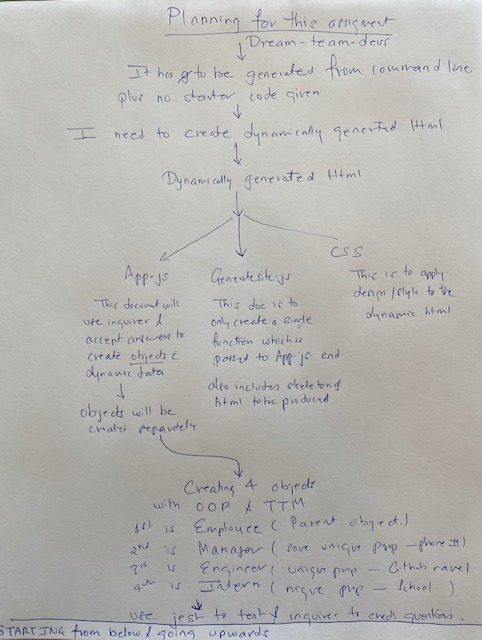 Planning for this assigment
Dream-team-devs
It has to be generated from command line
plus no starter code given
I need to create dynamically generated Html
Dynamically generated Html
App.js
This document will
use inquirer &
accept answers to
create objects &
dynamic data
objects will be
created separately
Generatesite.js
This doc is to
only create a single
function which is
passed to App.js end
also includes skeleton of
html to be produced
CSS
This is to apply
design/style to the
dynamic html
Creating 4 objects
with OOP & TTM
1st is Employee ( Parent object.)
2nd is Manager ( some unique prop - phone #)
3rd is Engineer ( unique prop - Github name)
4th is Intern ( unique prop - School )
use jest to test & inquirer to check questions.
STARTING from below & going upwards